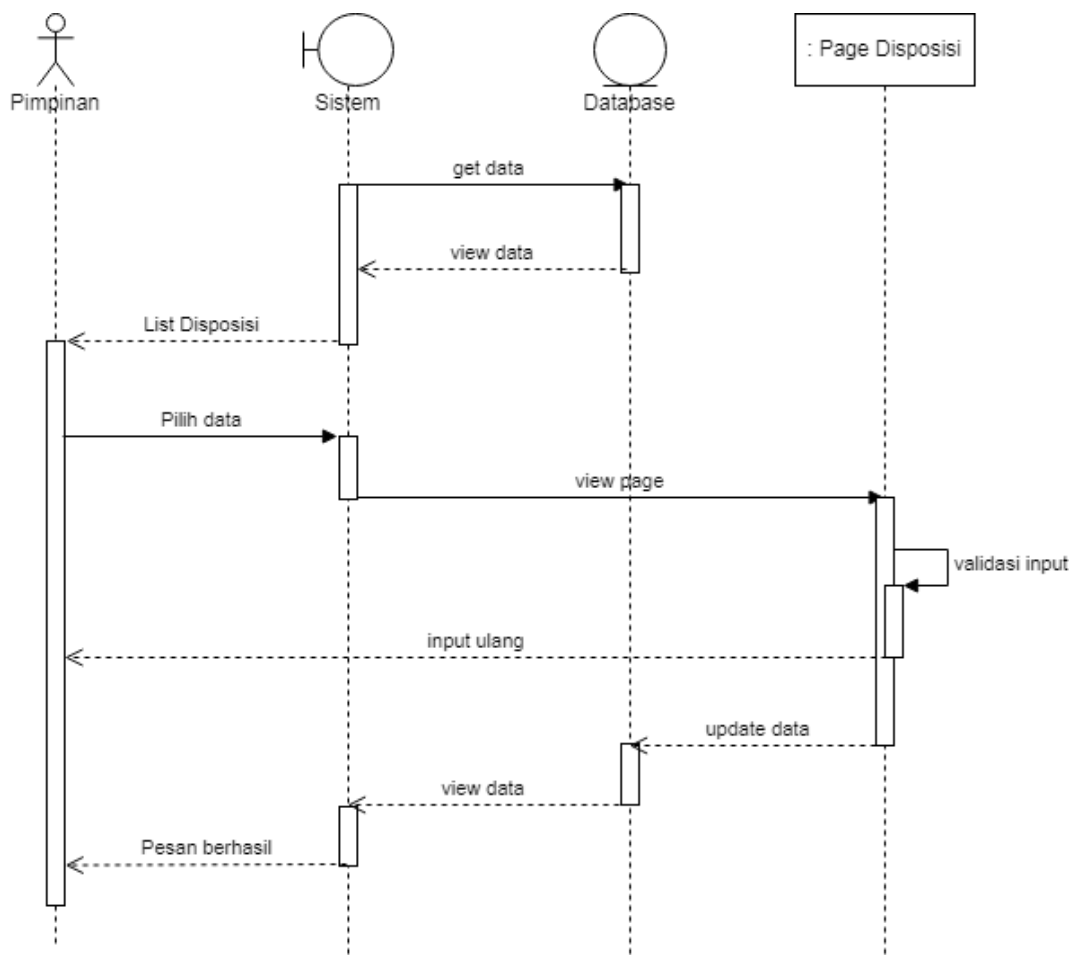 Pimpinan
Sistem
Database
: Page Disposisi
get data
view data
List Disposisi
Pilih data
view page
validasi input
input ulang
update data
view data
Pesan berhasil